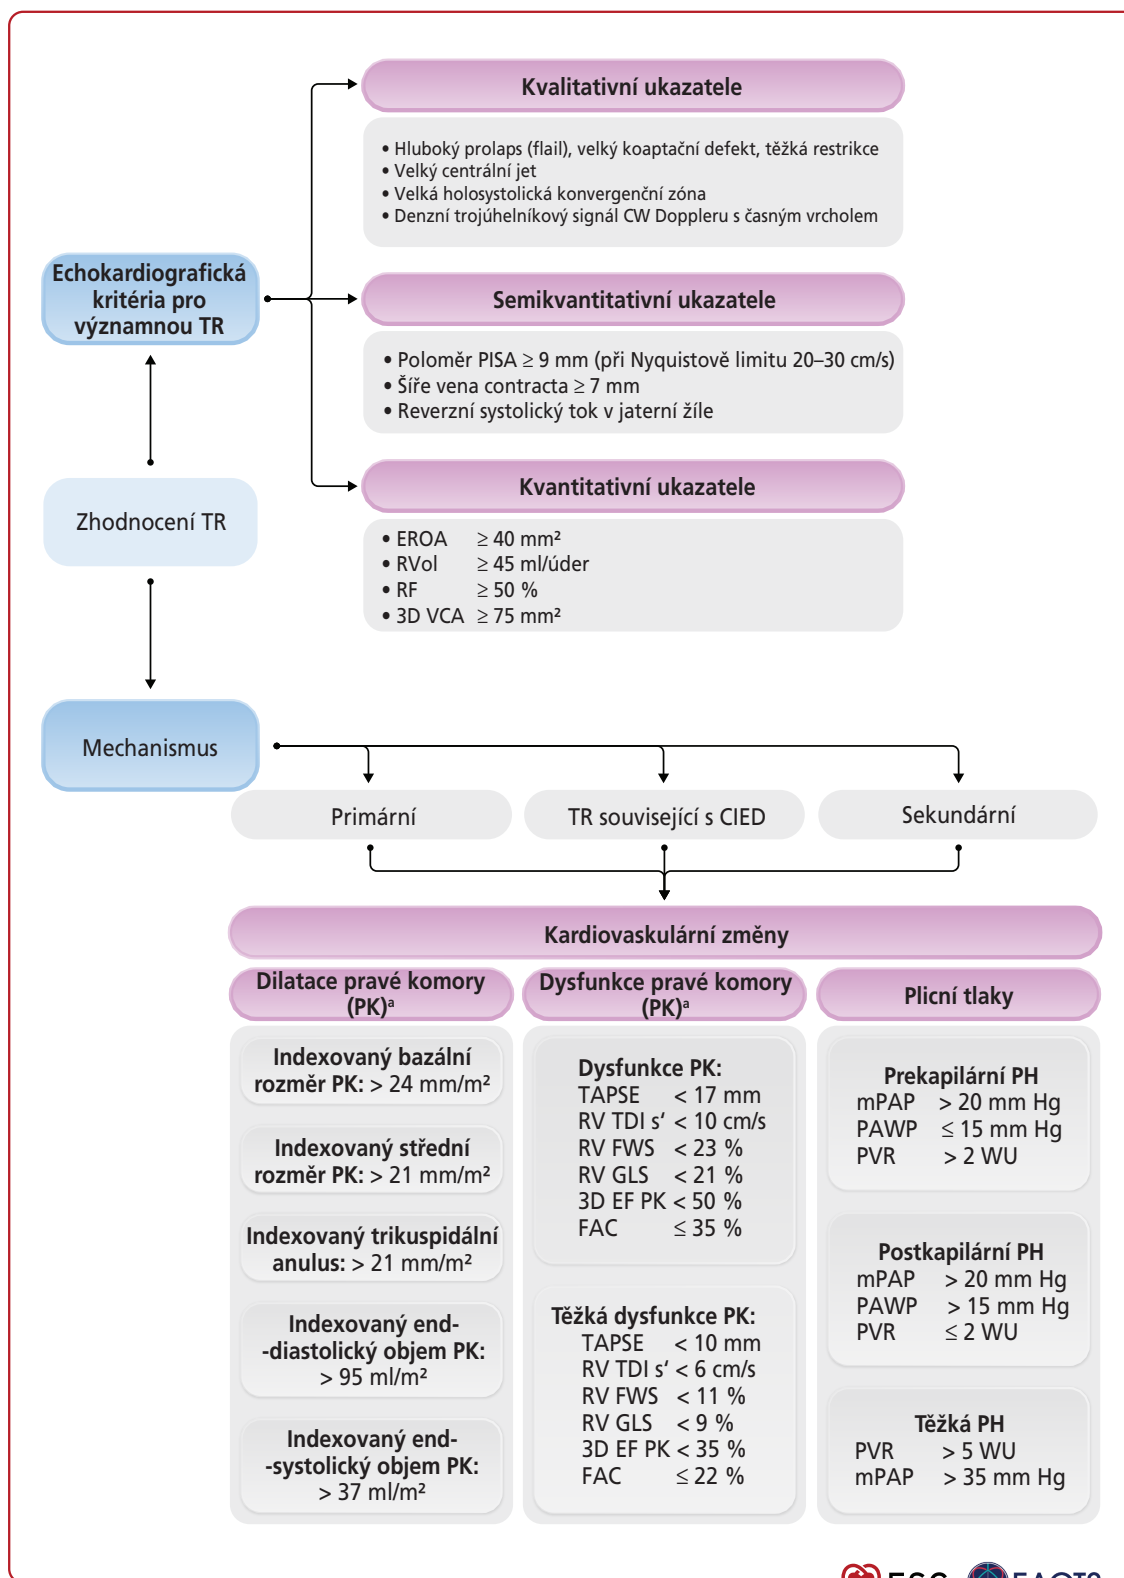 Kvalitativní ukazatele
• Hluboký prolaps (flail), velký koaptační defekt, těžká restrikce
• Velký centrální jet
• Velká holosystolická konvergenční zóna
• Denzní trojúhelníkový signál CW Doppleru s časným vrcholem
Echokardiografická
kritéria pro
významnou TR
Semikvantitativní ukazatele
• Poloměr PISA ≥ 9 mm (při Nyquistově limitu 20–30 cm/s)
• Šíře vena contracta ≥ 7 mm
• Reverzní systolický tok v jaterní žíle
Kvantitativní ukazatele
• EROA ≥ 40 mm²
• RVol ≥ 45 ml/úder
• RF ≥ 50 %
• 3D VCA ≥ 75 mm²
Zhodnocení TR
Mechanismus
Primární
TR související s CIED
Sekundární
Kardiovaskulární změny
Dilatace pravé komory
(PK)ᵃ
Indexovaný bazální
rozměr PK: > 24 mm/m²
Indexovaný střední
rozměr PK: > 21 mm/m²
Indexovaný trikuspidální
anulus: > 21 mm/m²
Indexovaný end-
-diastolický objem PK:
> 95 ml/m²
Indexovaný end-
-systolický objem PK:
> 37 ml/m²
Dysfunkce pravé komory
(PK)ᵃ
Dysfunkce PK:
TAPSE < 17 mm
RV TDI s‘ < 10 cm/s
RV FWS < 23 %
RV GLS < 21 %
3D EF PK < 50 %
FAC ≤ 35 %
Těžká dysfunkce PK:
TAPSE < 10 mm
RV TDI s‘ < 6 cm/s
RV FWS < 11 %
RV GLS < 9 %
3D EF PK < 35 %
FAC ≤ 22 %
Plicní tlaky
Prekapilární PH
mPAP > 20 mm Hg
PAWP ≤ 15 mm Hg
PVR > 2 WU
Postkapilární PH
mPAP > 20 mm Hg
PAWP > 15 mm Hg
PVR ≤ 2 WU
Těžká PH
PVR > 5 WU
mPAP > 35 mm Hg
ESC
EACTS